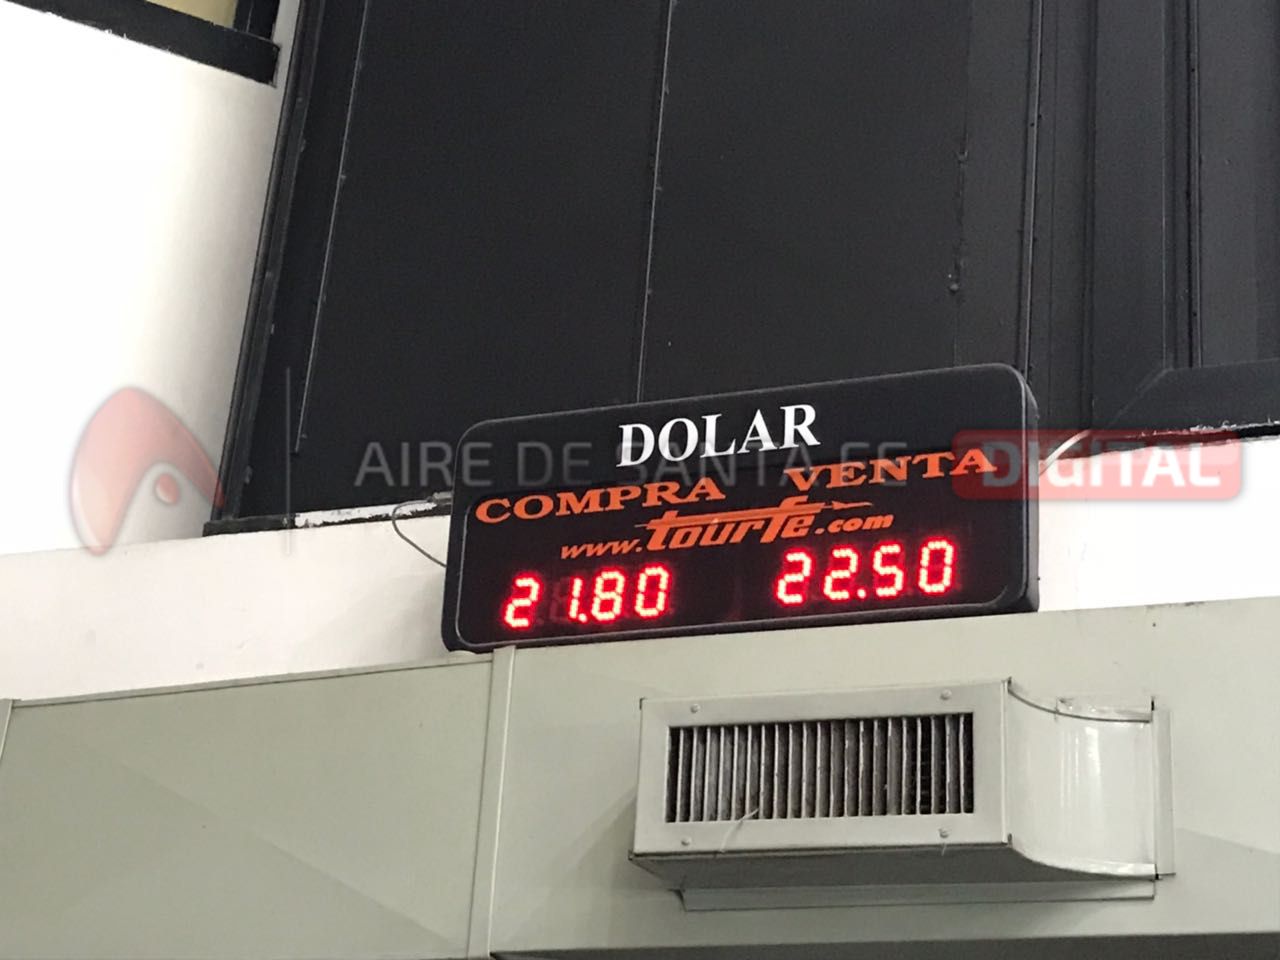 DOLAR
COMPRA VENTA
www.tourfe.com
21.80 22.50
AIRE DE SANTA FE DIGITAL